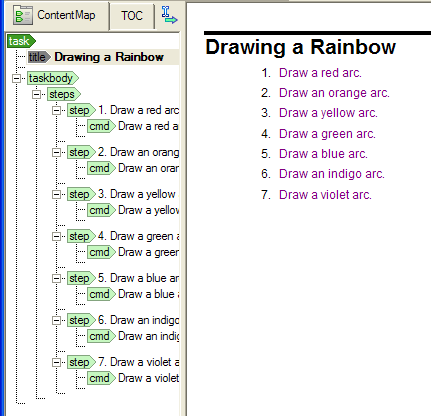 ContentMap TOC
task
title Drawing a Rainbow
taskbody
steps
step 1. Draw a red arc
cmd Draw a red a
step 2. Draw an orang
cmd Draw an oran
step 3. Draw a yellow
cmd Draw a yellow
step 4. Draw a green a
cmd Draw a green
step 5. Draw a blue ar
cmd Draw a blue a
step 6. Draw an indigo
cmd Draw an indig
step 7. Draw a violet a
cmd Draw a violet
Drawing a Rainbow
1. Draw a red arc.
2. Draw an orange arc.
3. Draw a yellow arc.
4. Draw a green arc.
5. Draw a blue arc.
6. Draw an indigo arc.
7. Draw a violet arc.